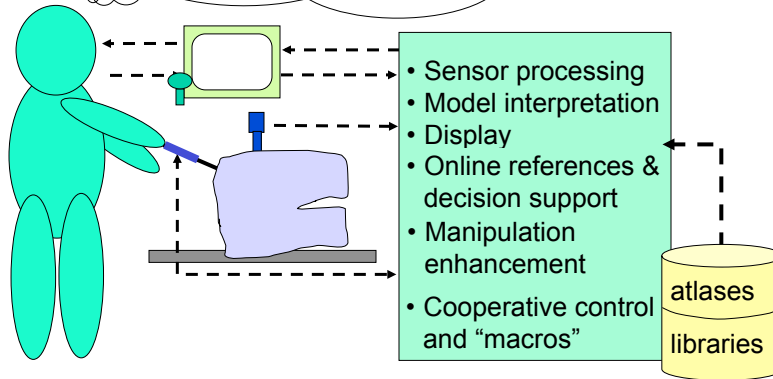 • Sensor processing
• Model interpretation
• Display
• Online references &
decision support
• Manipulation
enhancement
• Cooperative control
and “macros”
atlases
libraries